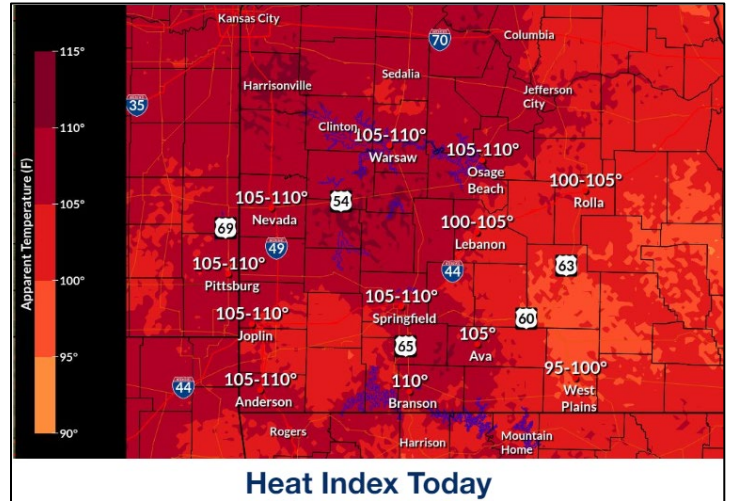 Apparent Temperature (F)
115°
110°
105°
100°
95°
90°
Kansas City
70
Columbia
35
Harrisonville
Sedalia
Jefferson
City
Clinton
105-110°
Warsaw
105-110°
Osage
Beach
100-105°
Rolla
105-110°
Nevada
54
69
49
100-105°
Lebanon
105-110°
Pittsburg
44
63
105-110°
Springfield
105-110°
Joplin
60
105°
Ava
65
44
105-110°
Anderson
110°
Branson
95-100°
West
Plains
Rogers
Harrison
Mountain
Home
Heat Index Today